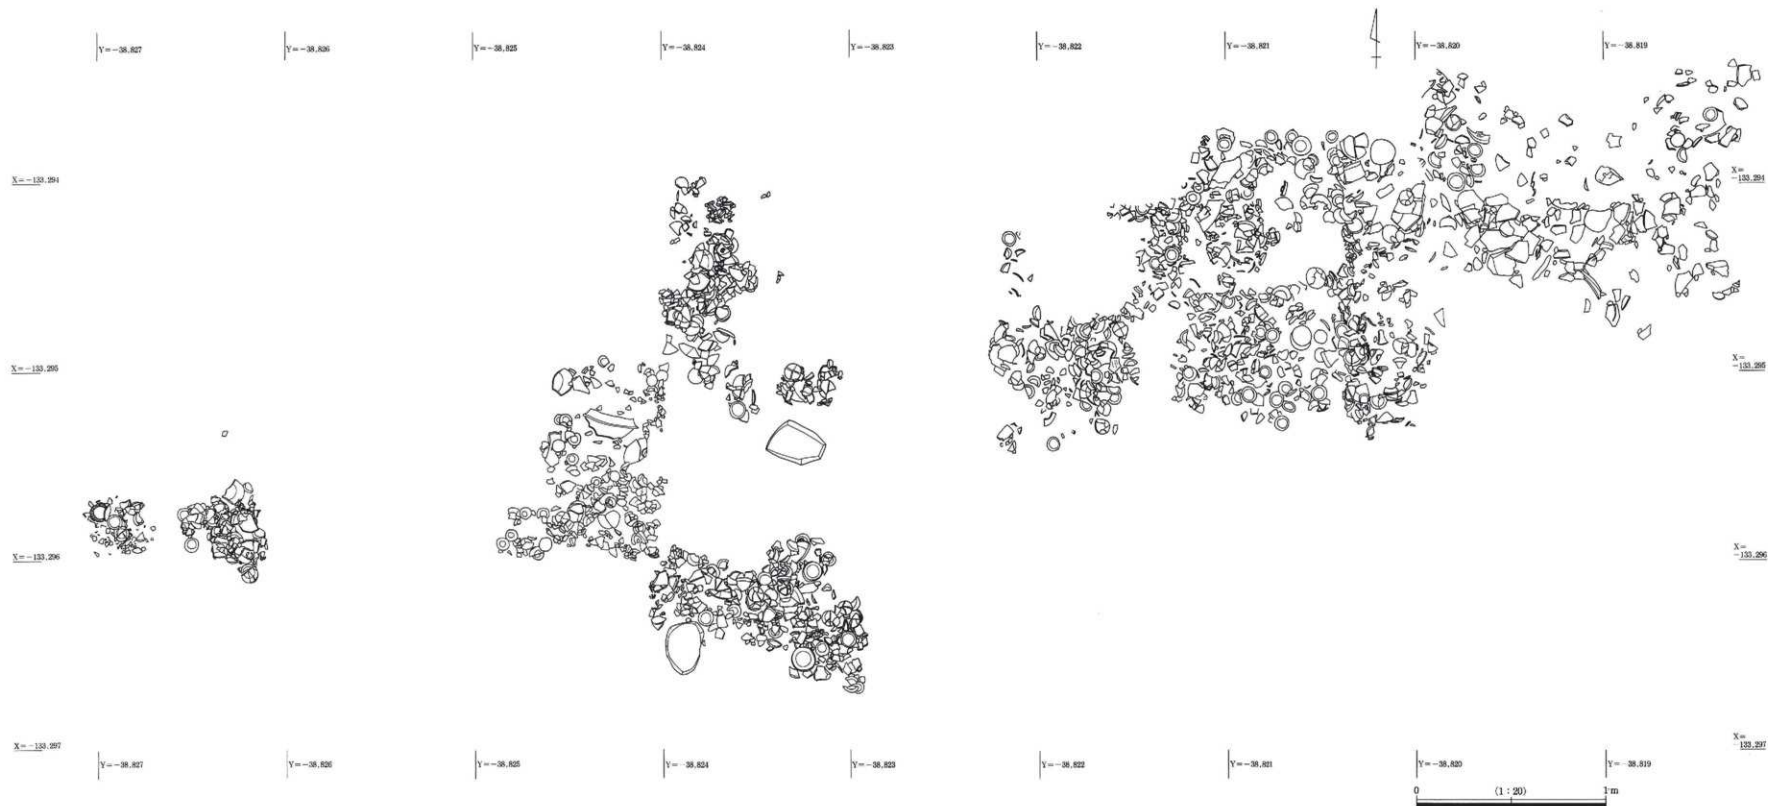 Y=-38,827
Y=-38,826
Y=-38,825
Y=-38,824
Y=-38,823
Y=-38,822
Y=-38,821
Y=-38,820
Y=-38,819
X=-133,294
X=
-133,294
X=-133,295
X=
-133,295
X=-133,296
X=
-133,296
X=-133,297
X=
-133,297
Y=-38,827
Y=-38,826
Y=-38,825
Y=-38,824
Y=-38,823
Y=-38,822
Y=-38,821
Y=-38,820
Y=-38,819
0 (1:20) 1m